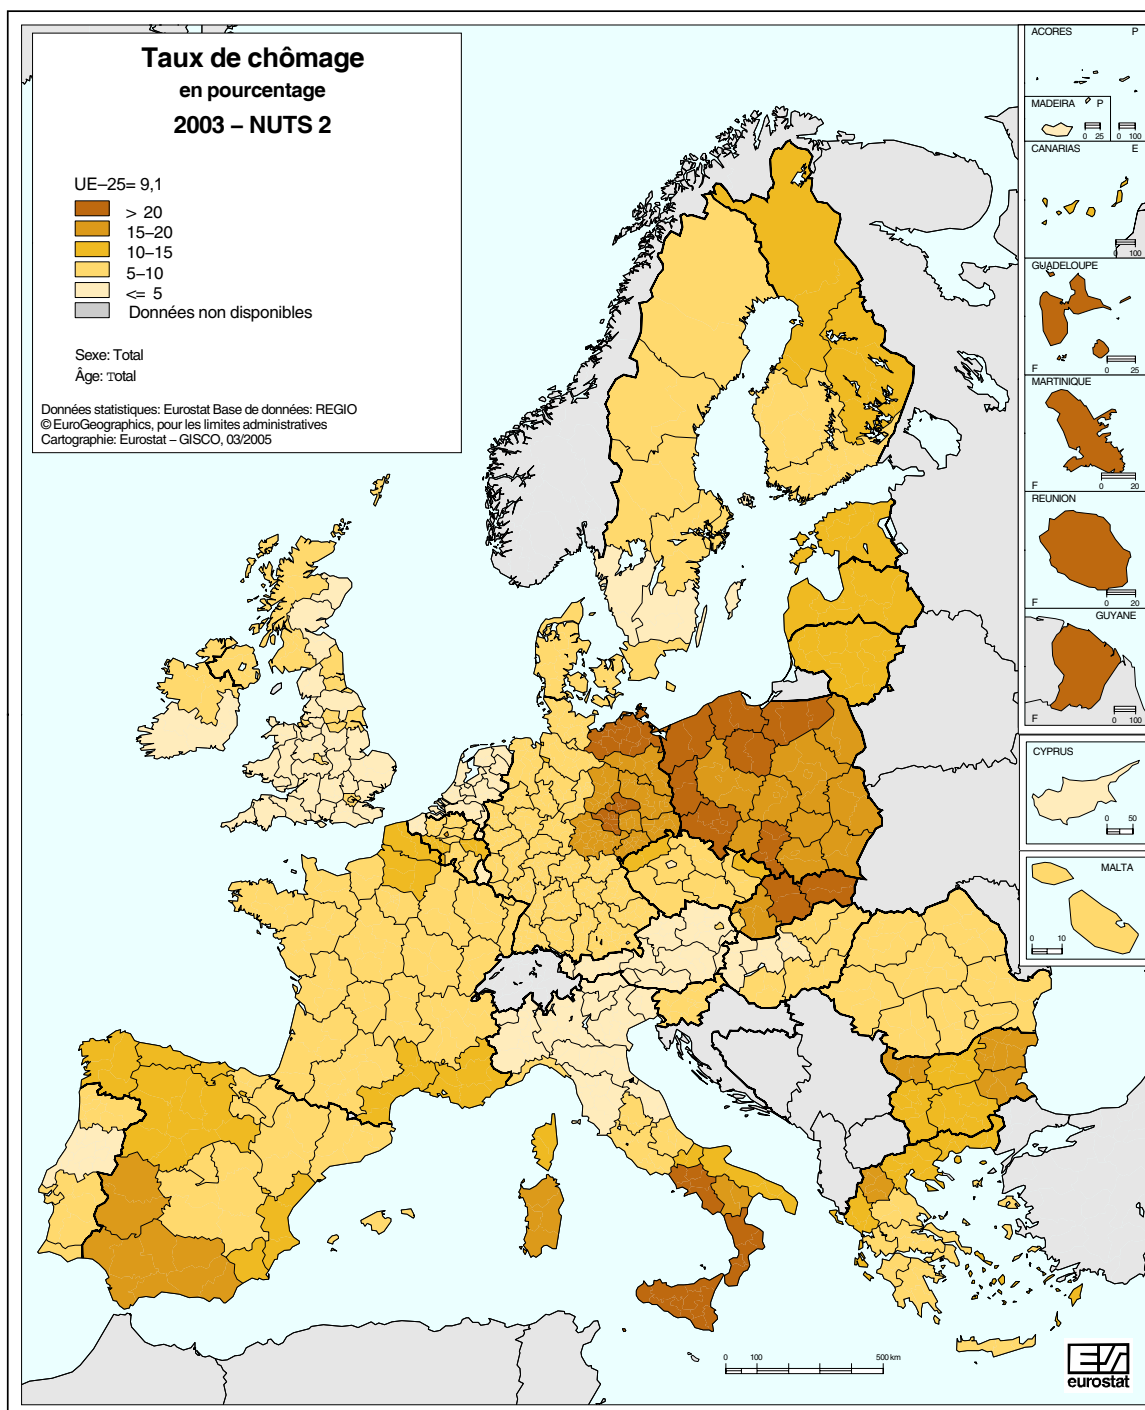 Taux de chômage
en pourcentage
2003 – NUTS 2
UE–25= 9,1
> 20
15–20
10–15
5–10
<= 5
Données non disponibles
Sexe: Total
Âge: Total
Données statistiques: Eurostat Base de données: REGIO
© EuroGeographics, pour les limites administratives
Cartographie: Eurostat – GISCO, 03/2005
ACORES P
MADEIRA P
0 25
0 100
CANARIAS E
0 100
GUADELOUPE
0 25
F
MARTINIQUE
0 20
F
REUNION
0 20
F
GUYANE
0 100
F
CYPRUS
0 50
MALTA
0 10
0 100 500 km
eurostat